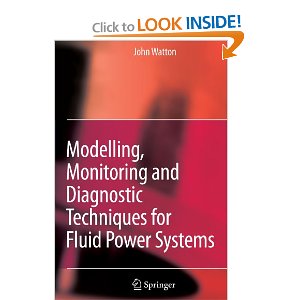 Click to
LOOK INSIDE!
John Watton
Modelling,
Monitoring and
Diagnostic
Techniques for
Fluid Power Systems
Springer